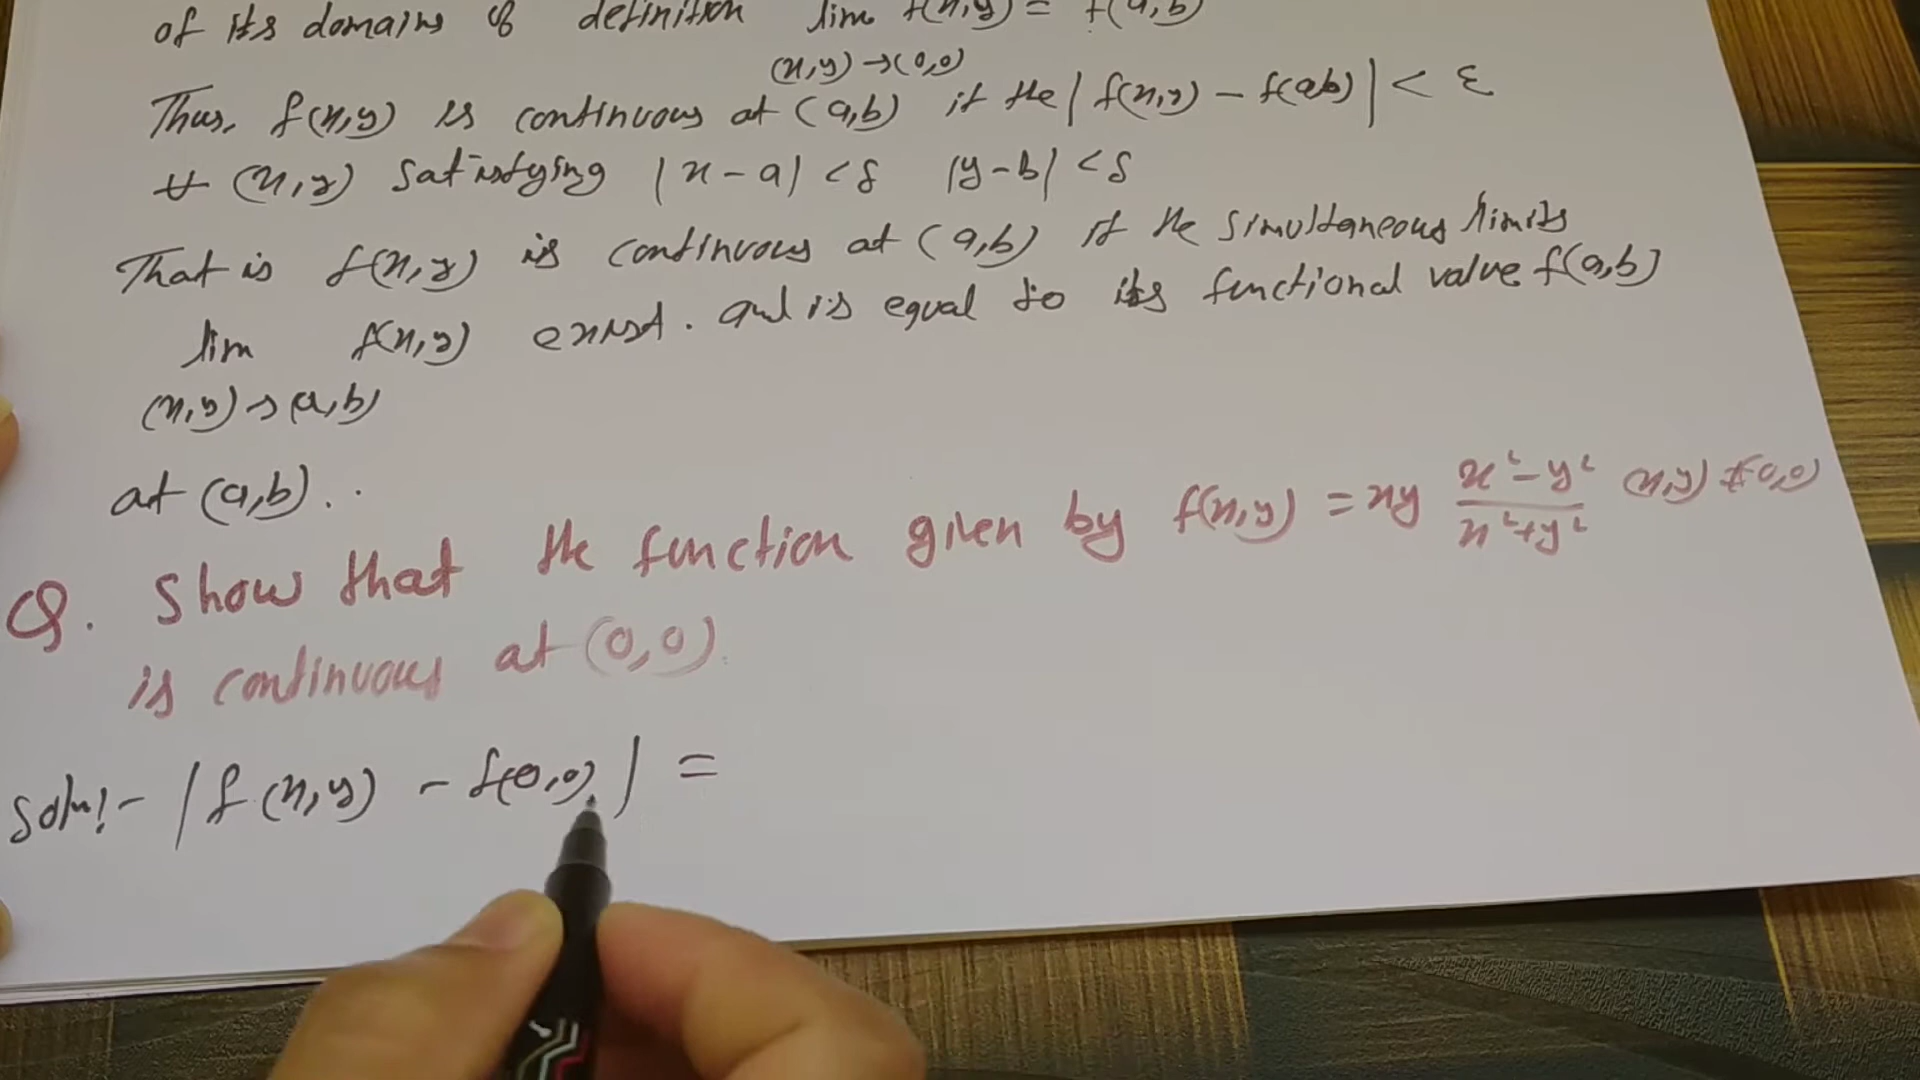 of its domains of definition lim f(x,y) = f(a,b)
(x,y) → (0,0)
Thus, f(x,y) is continuous at (a,b) if the | f(x,y) - f(ab) | < ε
∀ (x,y) satisfying |x - a| < δ |y - b| < δ
That is f(x,y) is continuous at (a,b) if the simultaneous limits
lim f(x,y) exist. and is equal to its functional value f(a,b)
(x,y) → (a,b)
at (a,b). .
Q. Show that the function given by f(x,y) = xy \frac{x² - y²}{x² + y²} (x,y) ≠ (0,0)
is continuous at (0,0).
Soln:- | f(x,y) - f(0,0) | =